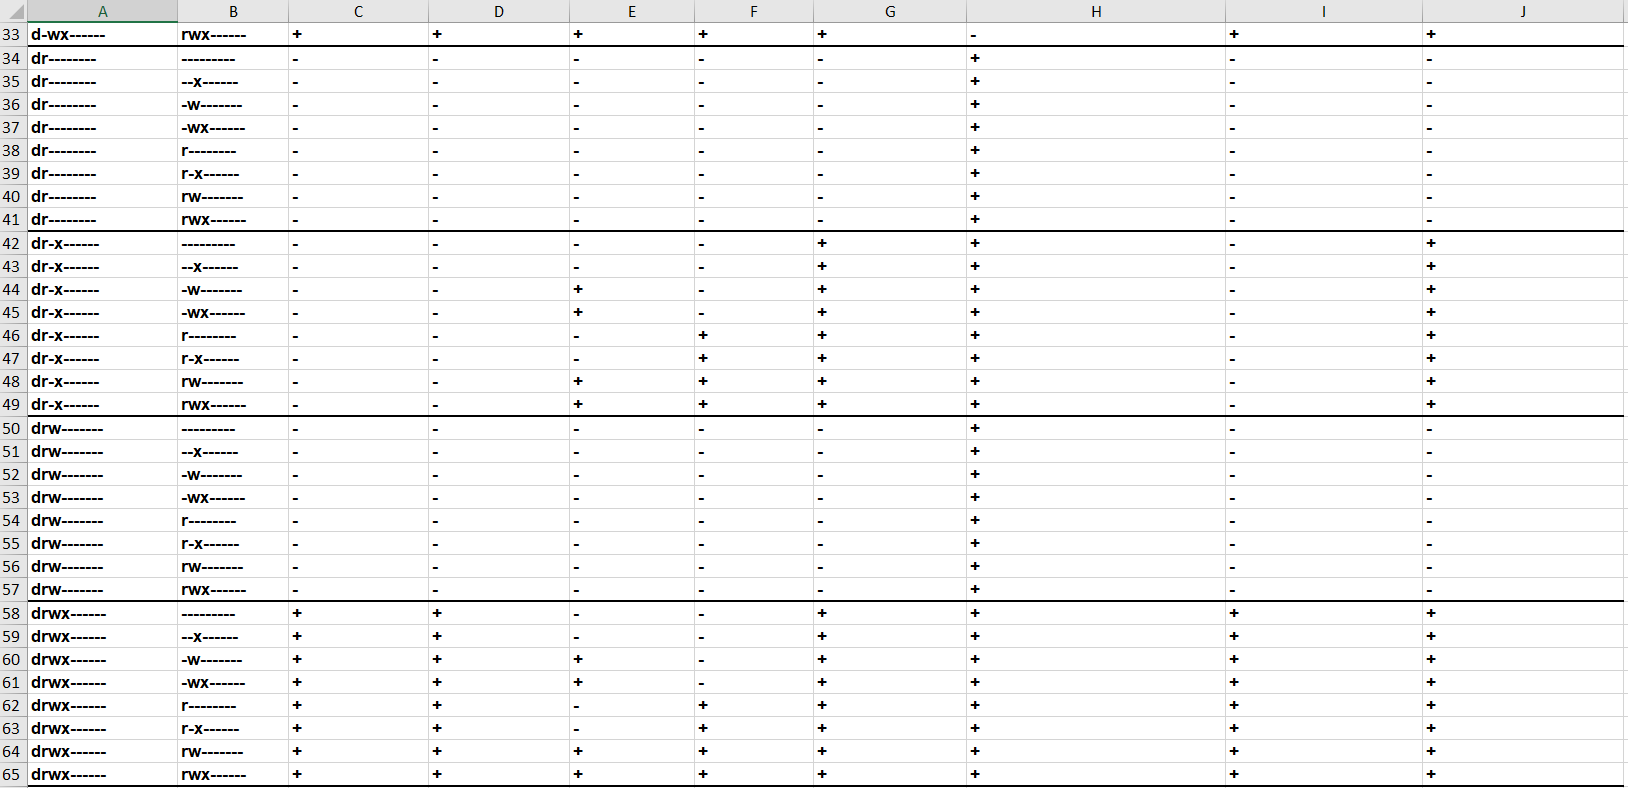 A B C D E F G H I J
33 d-wx------ rwx------ + + + + + - + +
34 dr-------- --------- - - - - - + - -
35 dr-------- --x------ - - - - - + - -
36 dr-------- -w------- - - - - - + - -
37 dr-------- -wx------ - - - - - + - -
38 dr-------- r-------- - - - - - + - -
39 dr-------- r-x------ - - - - - + - -
40 dr-------- rw------- - - - - - + - -
41 dr-------- rwx------ - - - - - + - -
42 dr-x------ --------- - - - - + + - +
43 dr-x------ --x------ - - - - + + - +
44 dr-x------ -w------- - - + - + + - +
45 dr-x------ -wx------ - - + - + + - +
46 dr-x------ r-------- - - - + + + - +
47 dr-x------ r-x------ - - - + + + - +
48 dr-x------ rw------- - - + + + + - +
49 dr-x------ rwx------ - - + + + + - +
50 drw------- --------- - - - - - + - -
51 drw------- --x------ - - - - - + - -
52 drw------- -w------- - - - - - + - -
53 drw------- -wx------ - - - - - + - -
54 drw------- r-------- - - - - - + - -
55 drw------- r-x------ - - - - - + - -
56 drw------- rw------- - - - - - + - -
57 drw------- rwx------ - - - - - + - -
58 drwx------ --------- + + - - + + + +
59 drwx------ --x------ + + - - + + + +
60 drwx------ -w------- + + + - + + + +
61 drwx------ -wx------ + + + - + + + +
62 drwx------ r-------- + + - + + + + +
63 drwx------ r-x------ + + - + + + + +
64 drwx------ rw------- + + + + + + + +
65 drwx------ rwx------ + + + + + + + +